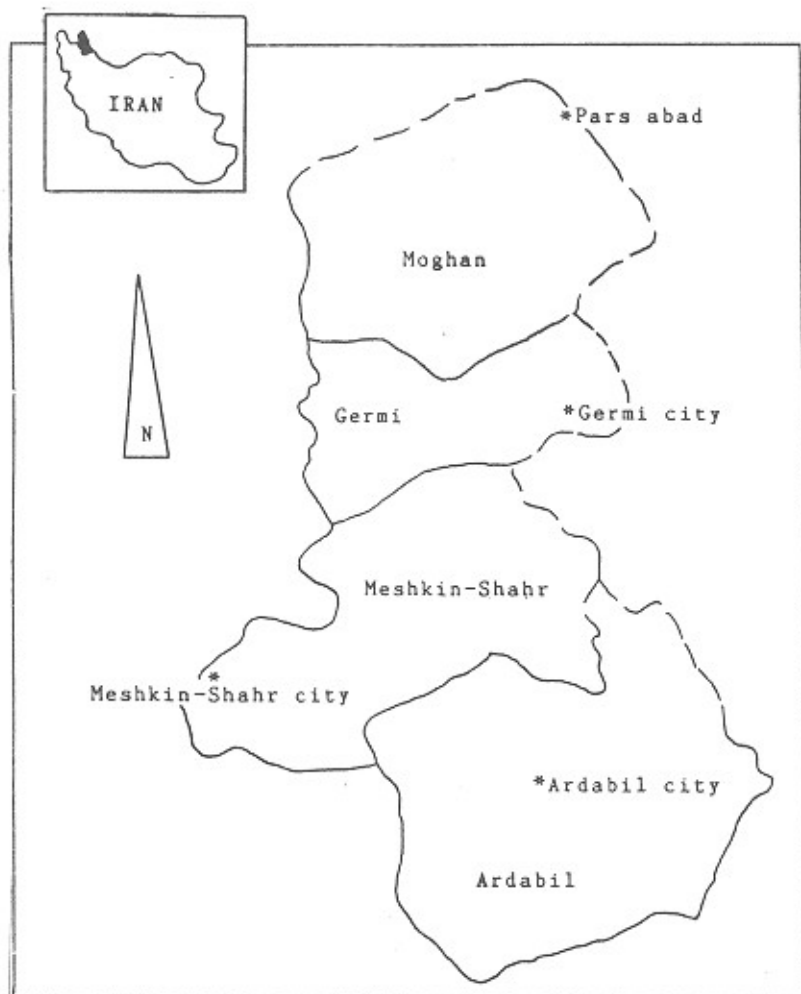 IRAN
*Pars abad
Moghan
N
Germi
*Germi city
Meshkin-Shahr
*
Meshkin-Shahr city
*Ardabil city
Ardabil